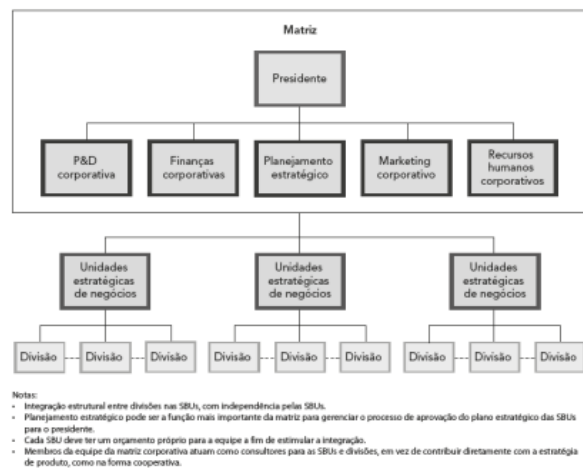 Matriz
Presidente
P&D
corporativa
Finanças
corporativas
Planejamento
estratégico
Marketing
corporativo
Recursos
humanos
corporativos
Unidades
estratégicas
de negócios
Unidades
estratégicas
de negócios
Unidades
estratégicas
de negócios
Divisão
Divisão
Divisão
Divisão
Divisão
Divisão
Divisão
Divisão
Divisão
Notas:
• Integração estrutural entre divisões nas SBUs, com independência pelas SBUs.
• Planejamento estratégico pode ser a função mais importante da matriz para gerenciar o processo de aprovação do plano estratégico das SBUs
para o presidente.
• Cada SBU deve ter um orçamento próprio para a equipe a fim de estimular a integração.
• Membros da equipe da matriz corporativa atuam como consultores para as SBUs e divisões, em vez de contribuir diretamente com a estratégia
de produto, como na forma cooperativa.